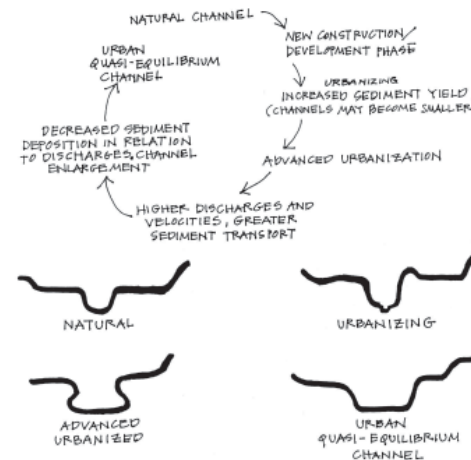 NATURAL CHANNEL
NEW CONSTRUCTION/
DEVELOPMENT PHASE
URBANIZING
INCREASED SEDIMENT YIELD
(CHANNELS MAY BECOME SMALLER
ADVANCED URBANIZATION
HIGHER DISCHARGES AND
VELOCITIES, GREATER
SEDIMENT TRANSPORT
DECREASED SEDIMENT
DEPOSITION IN RELATION
TO DISCHARGES, CHANNEL
ENLARGEMENT
URBAN
QUASI-EQUILIBRIUM
CHANNEL
NATURAL
URBANIZING
ADVANCED
URBANIZED
URBAN
QUASI-EQUILIBRIUM
CHANNEL